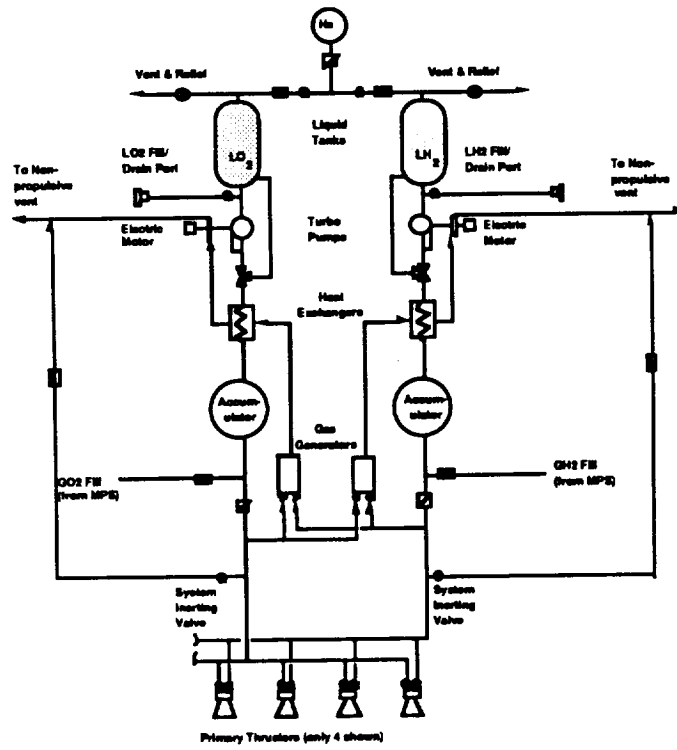 He
Vent & Relief
Vent & Relief
Liquid
Tanks
LO2
LH2
LO2 Fill/
Drain Port
LH2 Fill/
Drain Port
To Non-
propulsive
vent
To Non-
propulsive
vent
Electric
Motor
Turbo
Pumps
Electric
Motor
Heat
Exchangers
Accum-
ulator
Accum-
ulator
Gas
Generators
GO2 Fill
(from MPS)
GH2 Fill
(from MPS)
System
Inerting
Valve
System
Inerting
Valve
Primary Thrusters (only 4 shown)